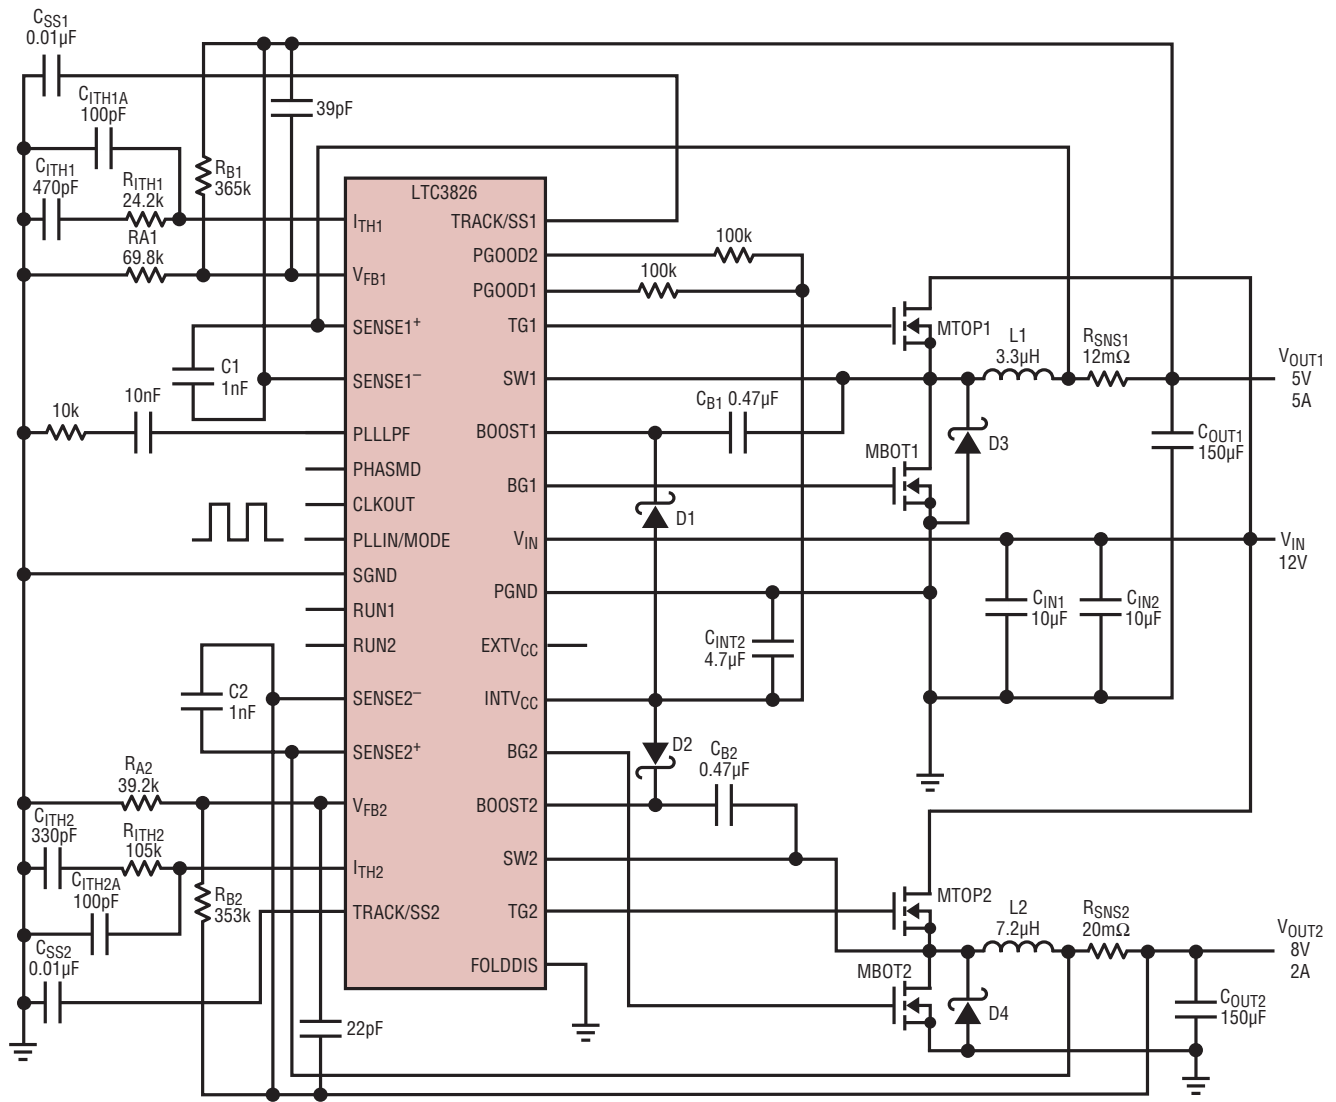 CSS1
0.01µF
CITH1A
100pF
39pF
CITH1
470pF
RITH1
24.2k
RB1
365k
RA1
69.8k
LTC3826
ITH1
VFB1
SENSE1+
SENSE1–
PLLLPF
PHASMD
CLKOUT
PLLIN/MODE
SGND
RUN1
RUN2
SENSE2–
SENSE2+
VFB2
ITH2
TRACK/SS2
TRACK/SS1
PGOOD2
PGOOD1
TG1
SW1
BOOST1
BG1
VIN
PGND
EXTVCC
INTVCC
BG2
BOOST2
SW2
TG2
FOLDDIS
100k
100k
C1
1nF
10k
10nF
MTOP1
L1
3.3µH
RSNS1
12mΩ
VOUT1
5V
5A
CB1 0.47µF
MBOT1
D3
COUT1
150µF
D1
VIN
12V
CIN1
10µF
CIN2
10µF
CINT2
4.7µF
C2
1nF
D2
CB2
0.47µF
RA2
39.2k
CITH2
330pF
RITH2
105k
CITH2A
100pF
RB2
353k
CSS2
0.01µF
22pF
MTOP2
L2
7.2µH
RSNS2
20mΩ
VOUT2
8V
2A
MBOT2
D4
COUT2
150µF